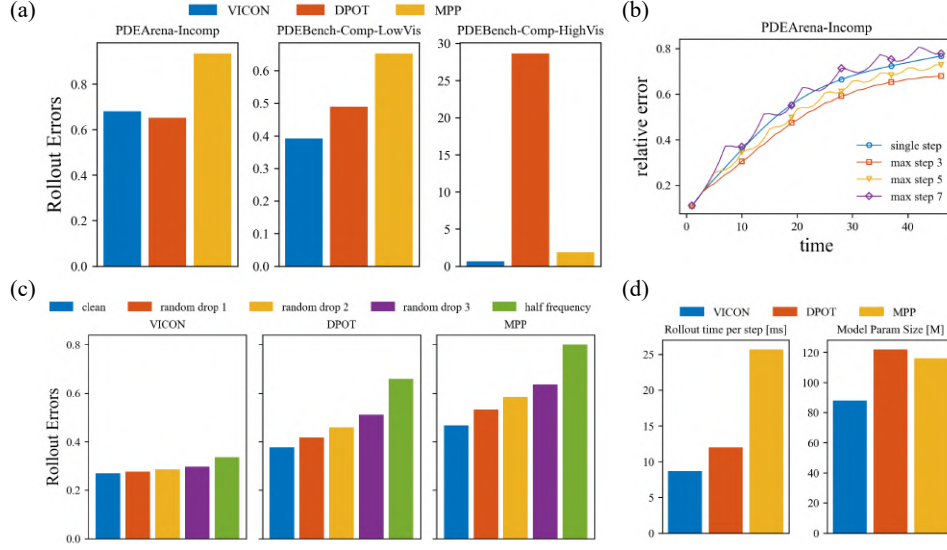 (a)
VICON DPOT MPP
PDEArena-Incomp PDEBench-Comp-LowVis PDEBench-Comp-HighVis
Rollout Errors
0.8
0.6
0.4
0.2
0.0
0.6
0.5
0.4
0.3
0.2
0.1
0.0
30
25
20
15
10
5
0
(b)
PDEArena-Incomp
relative error
0.8
0.6
0.4
0.2
single step
max step 3
max step 5
max step 7
0 10 20 30 40
time
(c)
clean random drop 1 random drop 2 random drop 3 half frequency
VICON DPOT MPP
Rollout Errors
0.8
0.6
0.4
0.2
0.0
(d)
VICON DPOT MPP
Rollout time per step [ms] Model Param Size [M]
25
20
15
10
5
0
120
100
80
60
40
20
0